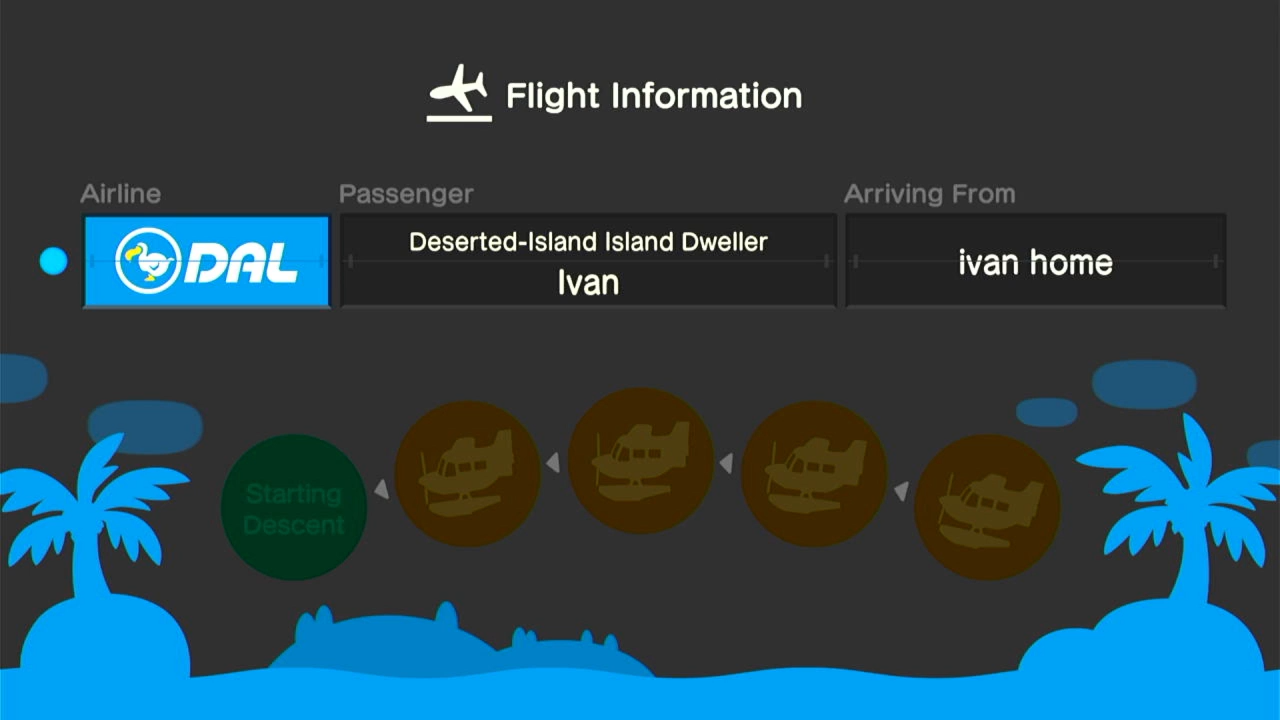 Flight Information
Airline
Passenger
Arriving From
DAL
Deserted-Island Island Dweller
Ivan
ivan home
Starting
Descent